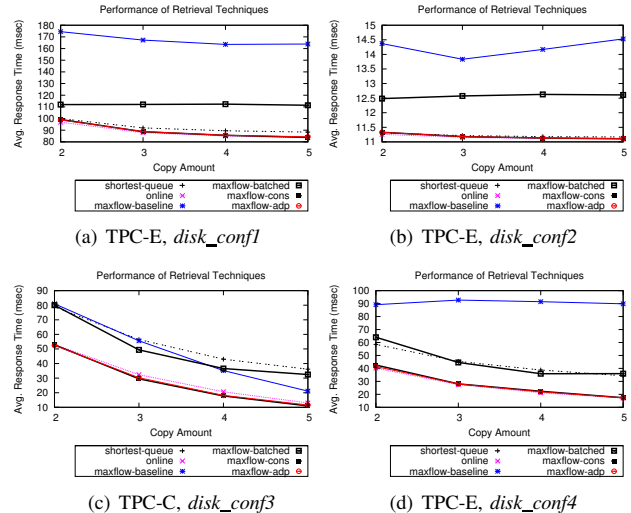 Performance of Retrieval Techniques
Avg. Response Time (msec)
180
170
160
150
140
130
120
110
100
90
80
2 3 4 5
Copy Amount
shortest-queue maxflow-batched
online maxflow-cons
maxflow-baseline maxflow-adp
(a) TPC-E, disk_conf1
Performance of Retrieval Techniques
Avg. Response Time (msec)
15
14.5
14
13.5
13
12.5
12
11.5
11
2 3 4 5
Copy Amount
shortest-queue maxflow-batched
online maxflow-cons
maxflow-baseline maxflow-adp
(b) TPC-E, disk_conf2
Performance of Retrieval Techniques
Avg. Response Time (msec)
90
80
70
60
50
40
30
20
10
2 3 4 5
Copy Amount
shortest-queue maxflow-batched
online maxflow-cons
maxflow-baseline maxflow-adp
(c) TPC-C, disk_conf3
Performance of Retrieval Techniques
Avg. Response Time (msec)
100
90
80
70
60
50
40
30
20
10
2 3 4 5
Copy Amount
shortest-queue maxflow-batched
online maxflow-cons
maxflow-baseline maxflow-adp
(d) TPC-E, disk_conf4